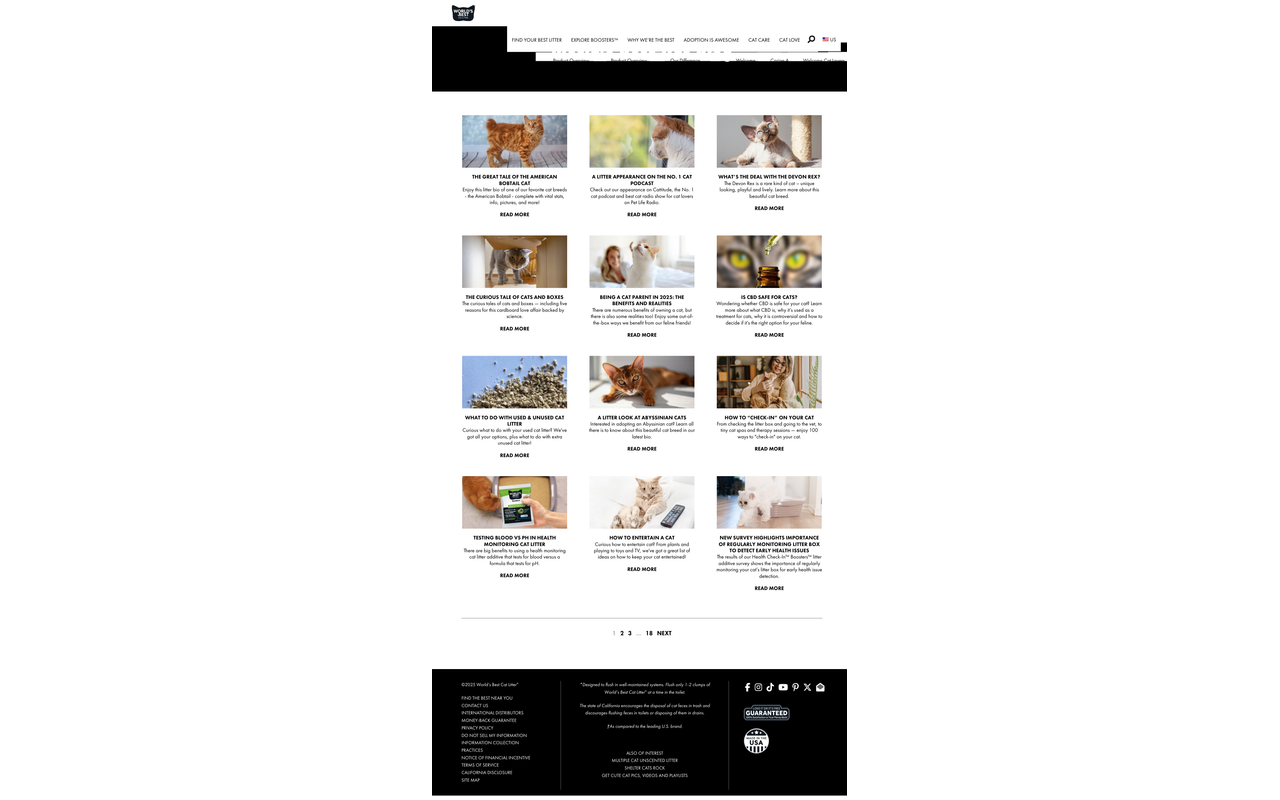 WORLD'S
BEST
FIND YOUR BEST LITTER EXPLORE BOOSTERS™ WHY WE'RE THE BEST ADOPTION IS AWESOME CAT CARE CAT LOVE US
Product Overview Product Overview Our Difference Welcome
THE GREAT TALE OF THE AMERICAN
BOBTAIL CAT
Enjoy this litter bio of one of our favorite cat breeds
- the American Bobtail - complete with vital stats,
info, pictures, and more!
READ MORE
A LITTER APPEARANCE ON THE NO. 1 CAT
PODCAST
Check out our appearance on Cattitude, the No. 1
cat podcast and best cat radio show for cat lovers
on Pet Life Radio.
READ MORE
WHAT'S THE DEAL WITH THE DEVON REX?
The Devon Rex is a rare kind of cat – unique
looking, playful and lively. Learn more about this
beautiful cat breed.
READ MORE
THE CURIOUS TALE OF CATS AND BOXES
The curious tales of cats and boxes — including five
reasons for this cardboard love affair backed by
science.
READ MORE
BEING A CAT PARENT IN 2025: THE
BENEFITS AND REALITIES
There are numerous benefits of owning a cat, but
there is also some realities too! Enjoy some out-of-
the-box ways we benefit from our feline friends!
READ MORE
IS CBD SAFE FOR CATS?
Wondering whether CBD is safe for your cat? Learn
more about what CBD is, why it's used as a
treatment for cats, why it is controversial and how to
decide if it's the right option for your feline.
READ MORE
WHAT TO DO WITH USED & UNUSED CAT
LITTER
Curious what to do with your used cat litter? We've
got all your options, plus what to do with extra
unused cat litter!
READ MORE
A LITTER LOOK AT ABYSSINIAN CATS
Interested in adopting an Abyssinian cat? Learn all
there is to know about this beautiful cat breed in our
latest bio.
READ MORE
HOW TO "CHECK-IN" ON YOUR CAT
From checking the litter box and going to the vet, to
tiny cat spas and therapy sessions — enjoy 100
ways to "check-in" on your cat.
READ MORE
TESTING BLOOD VS PH IN HEALTH
MONITORING CAT LITTER
There are big benefits to using a health monitoring
cat litter additive that tests for blood versus a
formula that tests for pH.
READ MORE
HOW TO ENTERTAIN A CAT
Curious how to entertain cat? From plants and
playing to toys and TV, we've got a great list of
ideas on how to keep your cat entertained!
READ MORE
NEW SURVEY HIGHLIGHTS IMPORTANCE
OF REGULARLY MONITORING LITTER BOX
TO DETECT EARLY HEALTH ISSUES
The results of our Health Check-In™ Boosters™ litter
additive survey shows the importance of regularly
monitoring your cat's litter box for early health issue
detection.
READ MORE
1 2 3 ... 18 NEXT
©2025 World's Best Cat Litter®
FIND THE BEST NEAR YOU
CONTACT US
INTERNATIONAL DISTRIBUTORS
MONEY-BACK GUARANTEE
PRIVACY POLICY
DO NOT SELL MY INFORMATION
INFORMATION COLLECTION
PRACTICES
NOTICE OF FINANCIAL INCENTIVE
TERMS OF SERVICE
CALIFORNIA DISCLOSURE
SITE MAP
*Designed to flush in well-maintained systems. Flush only 1-2 clumps of
World's Best Cat Litter® at a time in the toilet.
The state of California encourages the disposal of cat feces in trash and
discourages flushing feces in toilets or disposing of them in drains.
‡As compared to the leading U.S. brand.
ALSO OF INTEREST
MULTIPLE CAT UNSCENTED LITTER
SHELTER CATS ROCK
GET CUTE CAT PICS, VIDEOS AND PLAYLISTS
GUARANTEED
MADE IN THE
USA